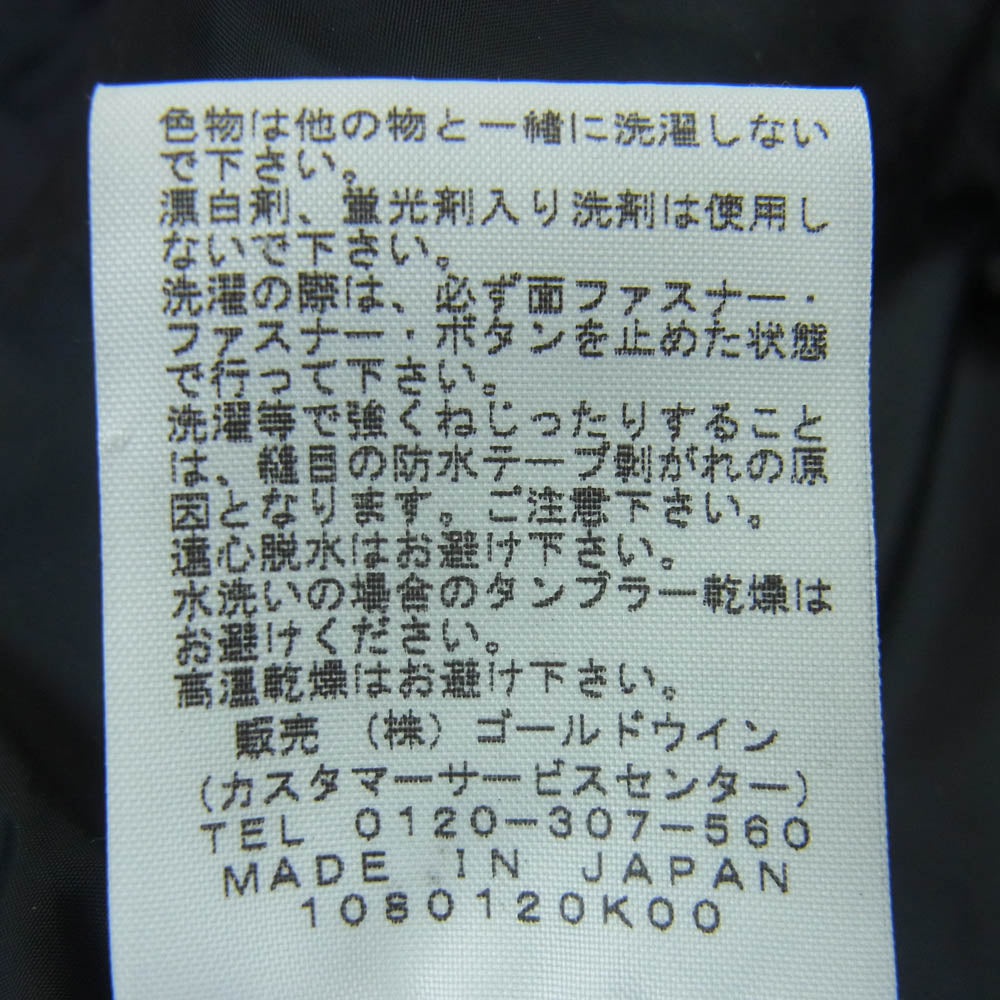 色物は他の物と一緒に洗濯しない
で下さい。
漂白剤、蛍光剤入り洗剤は使用し
ないで下さい。
洗濯の際は、必ず面ファスナー・
ファスナー・ボタンを止めた状態
で行って下さい。
洗濯等で強くねじったりすること
は、縫目の防水テープ剥がれの原
因となります。ご注意下さい。
遠心脱水はお避け下さい。
水洗いの場合のタンブラー乾燥は
お避けください。
高温乾燥はお避け下さい。
販売 (株)ゴールドウイン
(カスタマーサービスセンター)
TEL 0120-307-560
MADE IN JAPAN
1080120K00